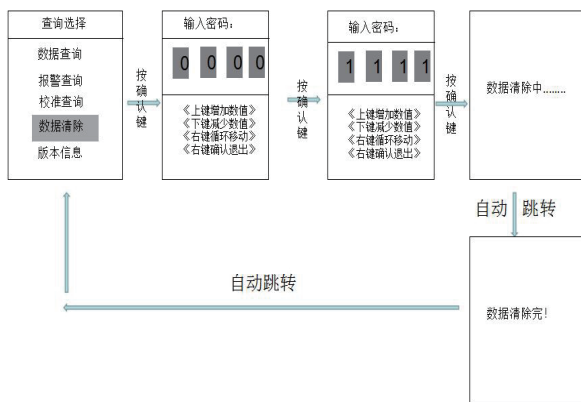 查询选择
数据查询
报警查询
校准查询
数据清除
版本信息
按确认键
输入密码：
0 0 0 0
《上键增加数值》
《下键减少数值》
《右键循环移动》
《右键确认退出》
按确认键
输入密码：
1 1 1 1
《上键增加数值》
《下键减少数值》
《右键循环移动》
《右键确认退出》
按确认键
数据清除中........
自动 跳转
数据清除完！
自动跳转